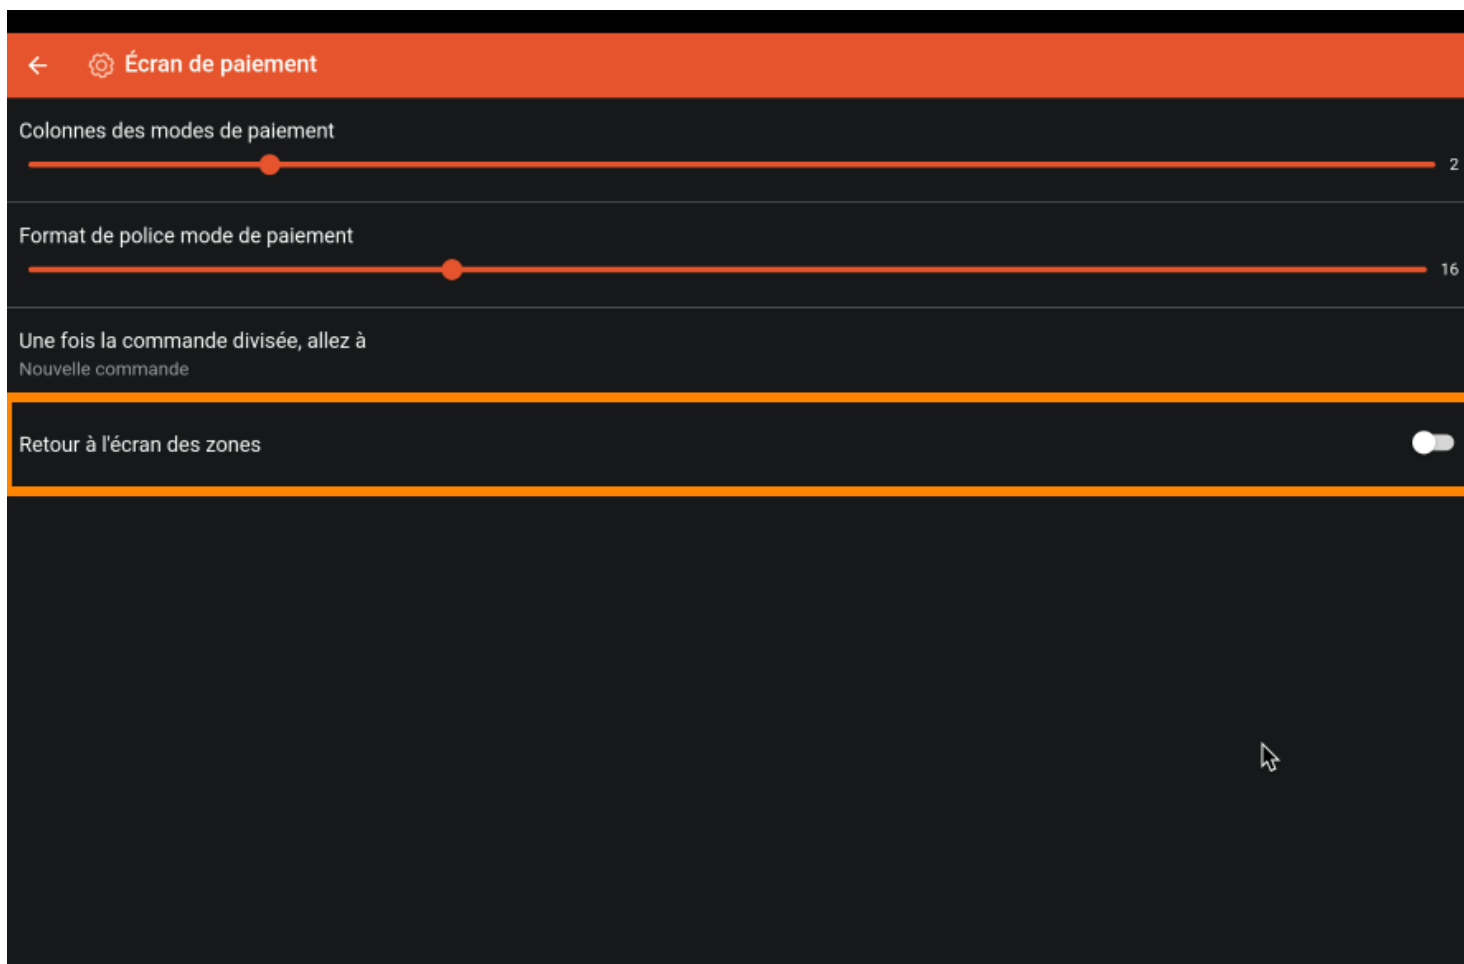 Écran de paiement
Colonnes des modes de paiement
2
Format de police mode de paiement
16
Une fois la commande divisée, allez à
Nouvelle commande
Retour à l'écran des zones